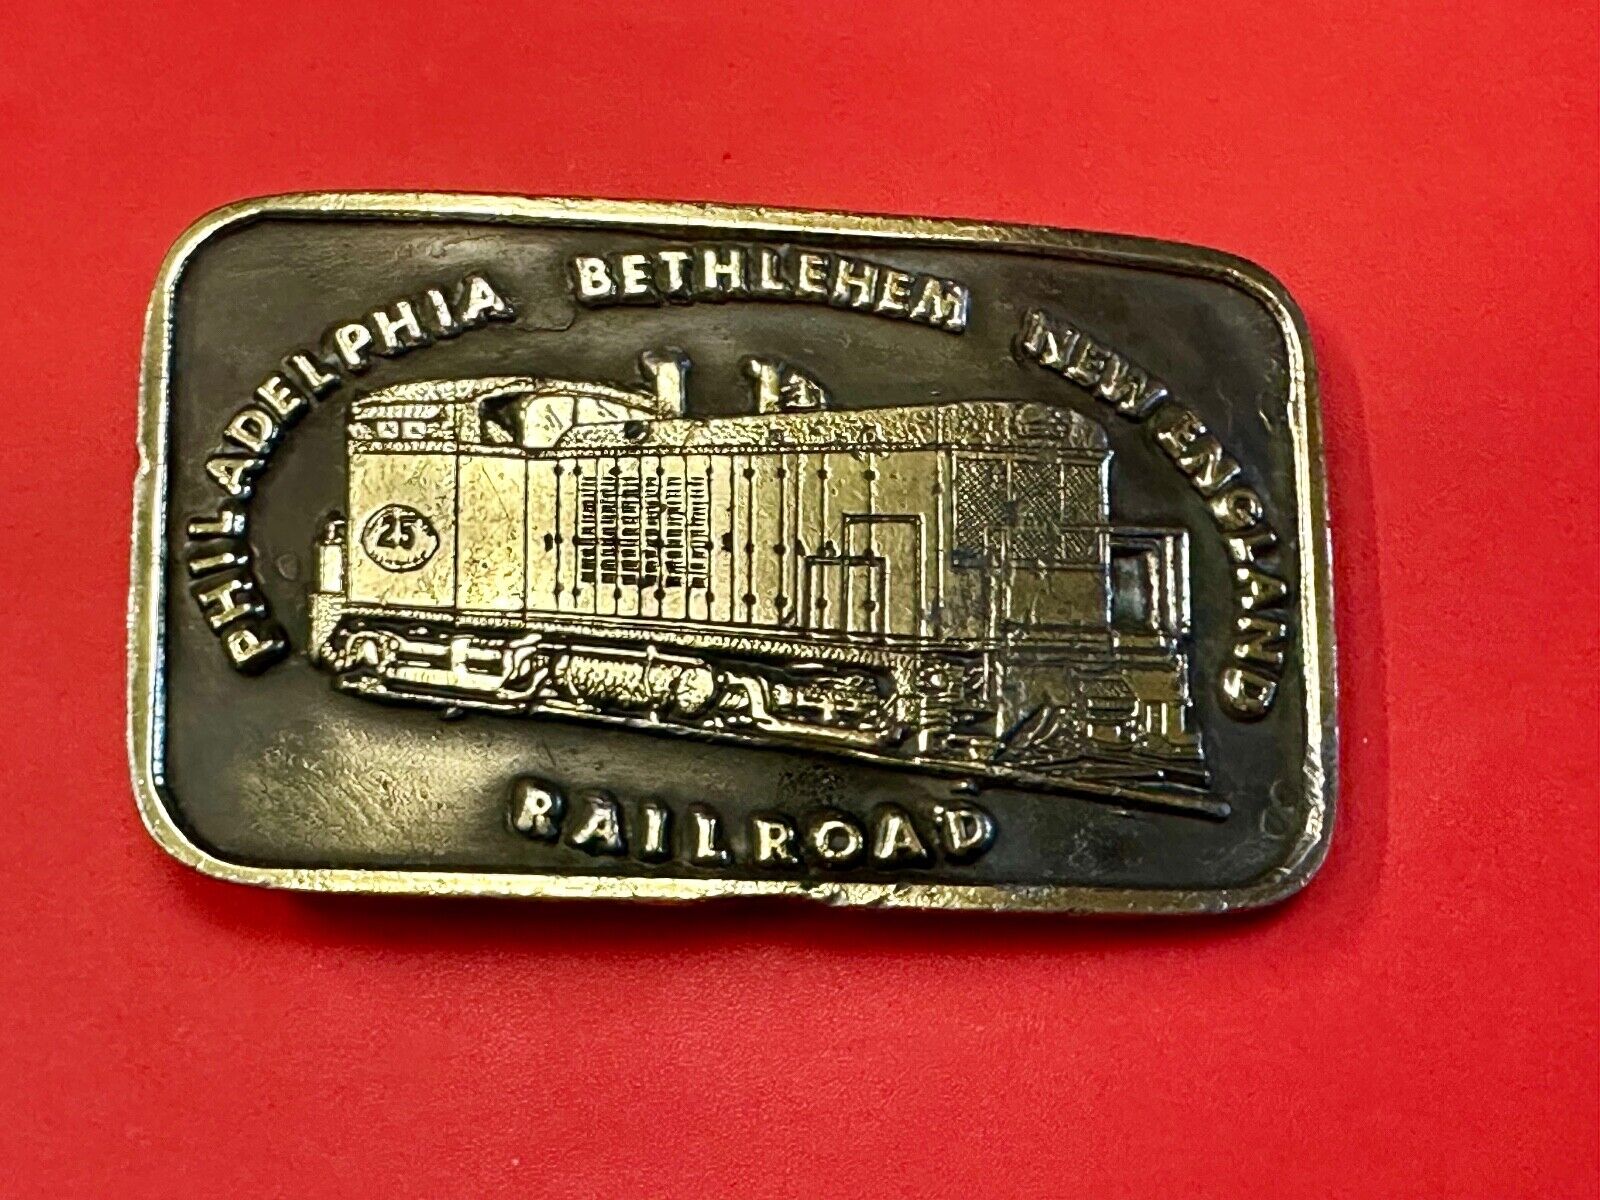 PHILADELPHIA BETHLEHEM NEW ENGLAND
25
RAILROAD